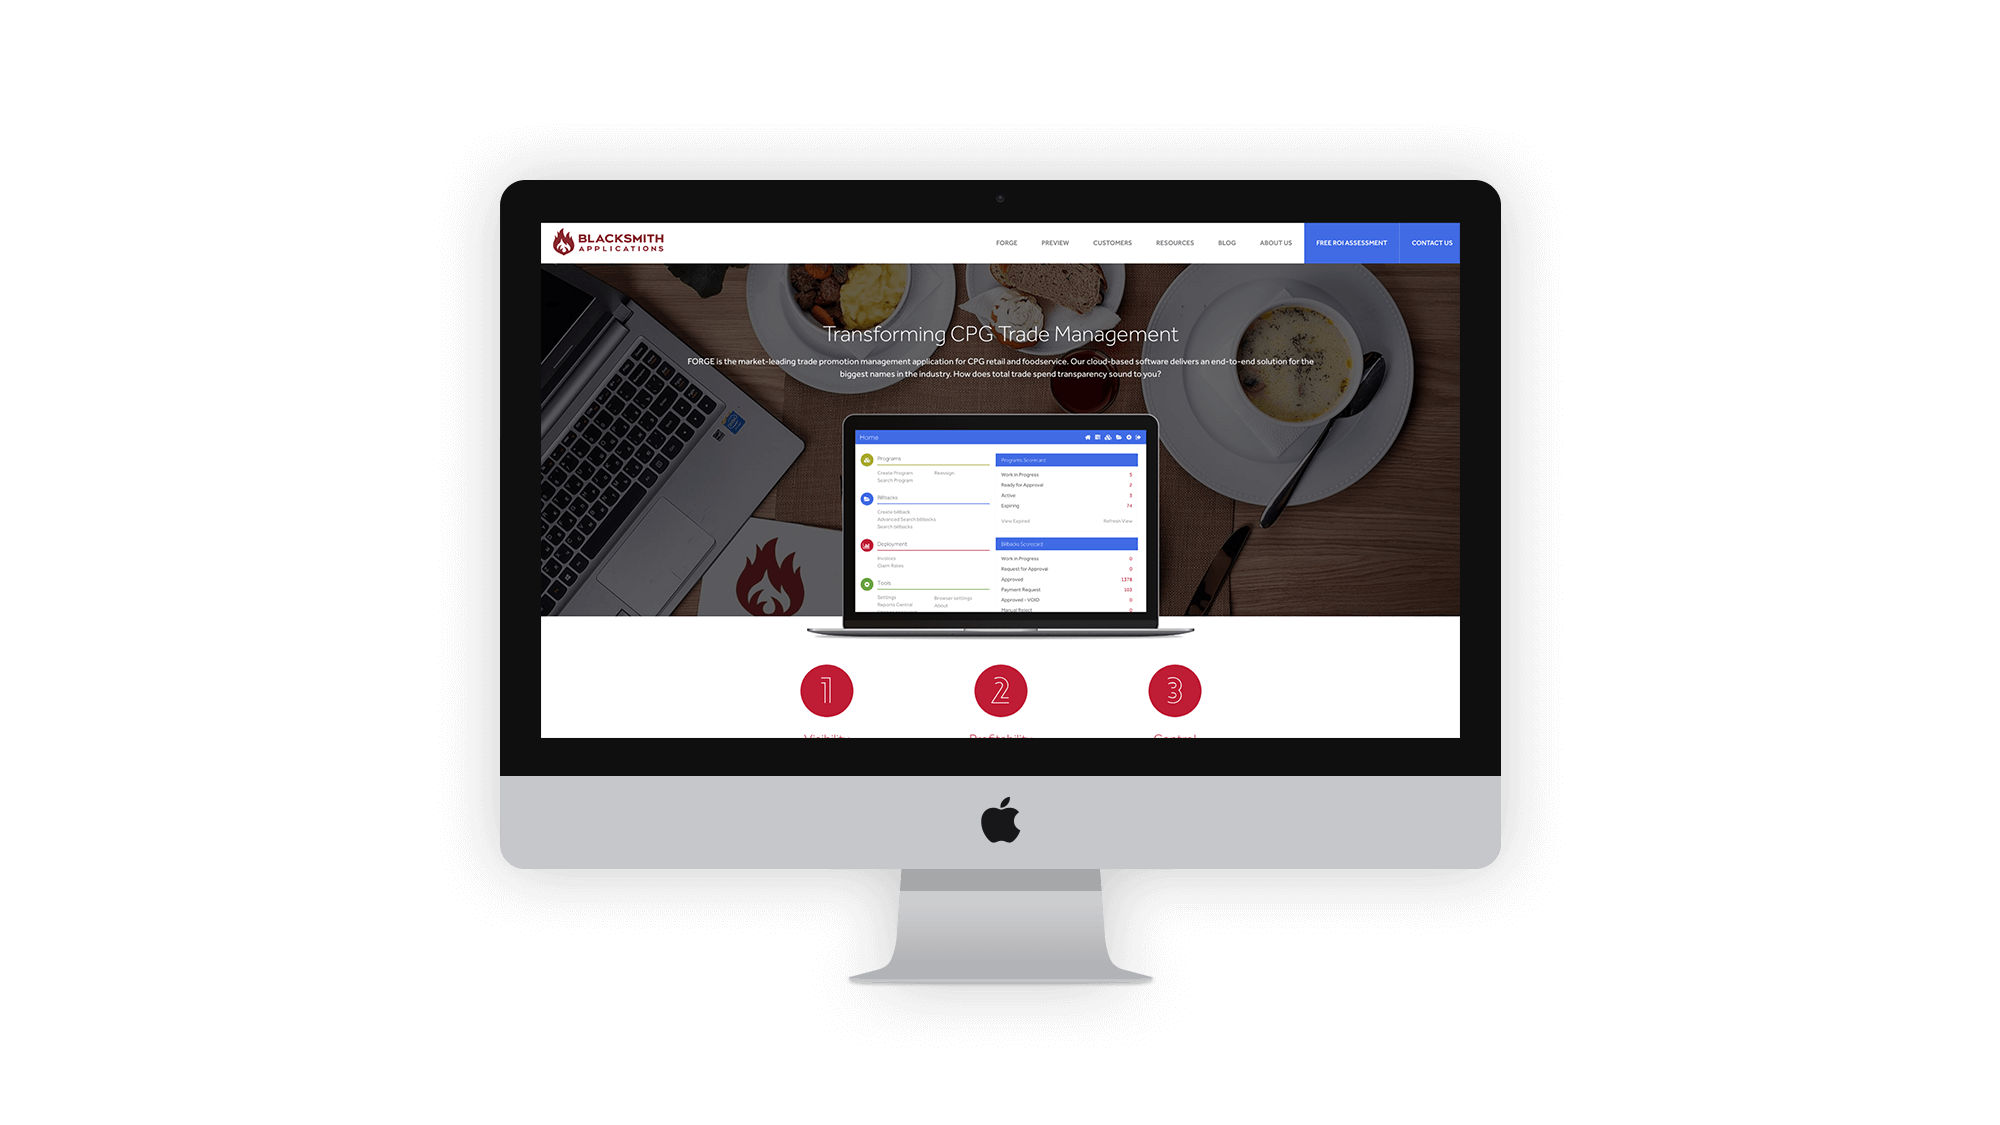 BLACKSMITH
APPLICATIONS
FORGE
PREVIEW
CUSTOMERS
RESOURCES
BLOG
ABOUT US
FREE ROI ASSESSMENT
CONTACT US
Transforming CPG Trade Management
FORGE is the market-leading trade promotion management application for CPG retail and foodservice. Our cloud-based software delivers an end-to-end solution for the
biggest names in the industry. How does total trade spend transparency sound to you?
Home
Programs
Create Program
Reassign
Search Program
Billbacks
Create billback
Advanced Search billbacks
Search billbacks
Deployment
Invoices
Claim Rates
Tools
Settings
Browser settings
Reports Central
About
Programs Scorecard
Work in Progress 3
Ready for Approval 2
Active 3
Expiring 74
View Expired
Refresh View
Billbacks Scorecard
Work in Progress 0
Request for Approval 0
Approved 1378
Payment Request 103
Approved - VOID 0
Manual Reject 0
1
2
3
Visibility
Profitability
Control